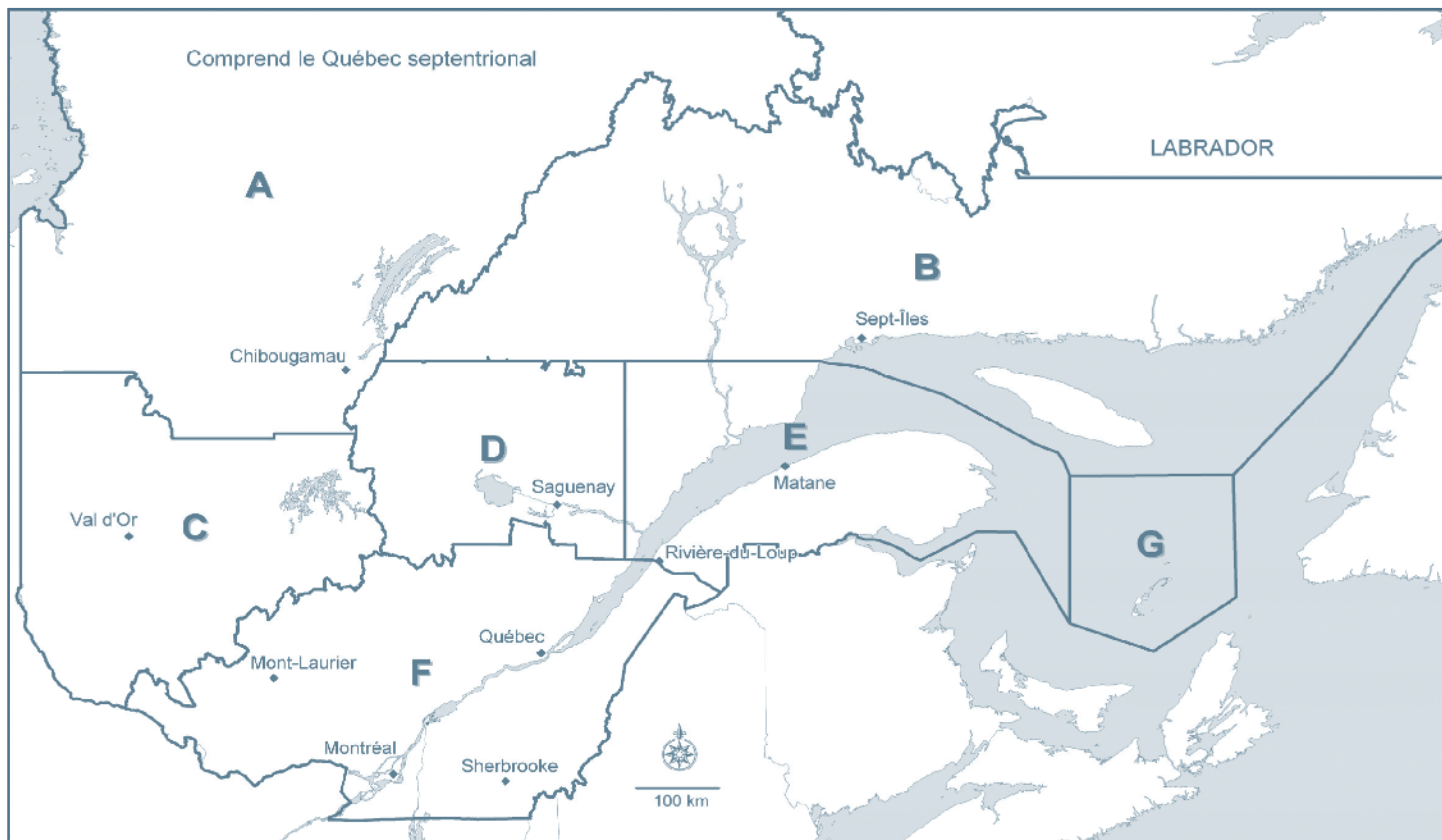 Comprend le Québec septentrional
LABRADOR
A
B
Sept-Îles
Chibougamau
D
E
Saguenay
Matane
Val d'Or
C
G
Rivière-du-Loup
Québec
Mont-Laurier
F
Montréal
Sherbrooke
100 km